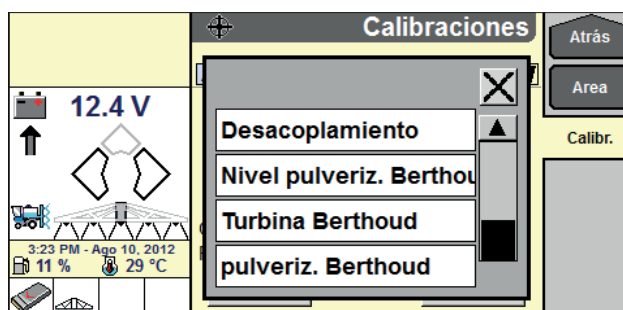 Calibraciones
Atrás
Area
Calibr.
12.4 V
Desacoplamiento
Nivel pulveriz. Berthou
Turbina Berthoud
pulveriz. Berthoud
3:23 PM - Ago 10, 2012
11 %
29 °C